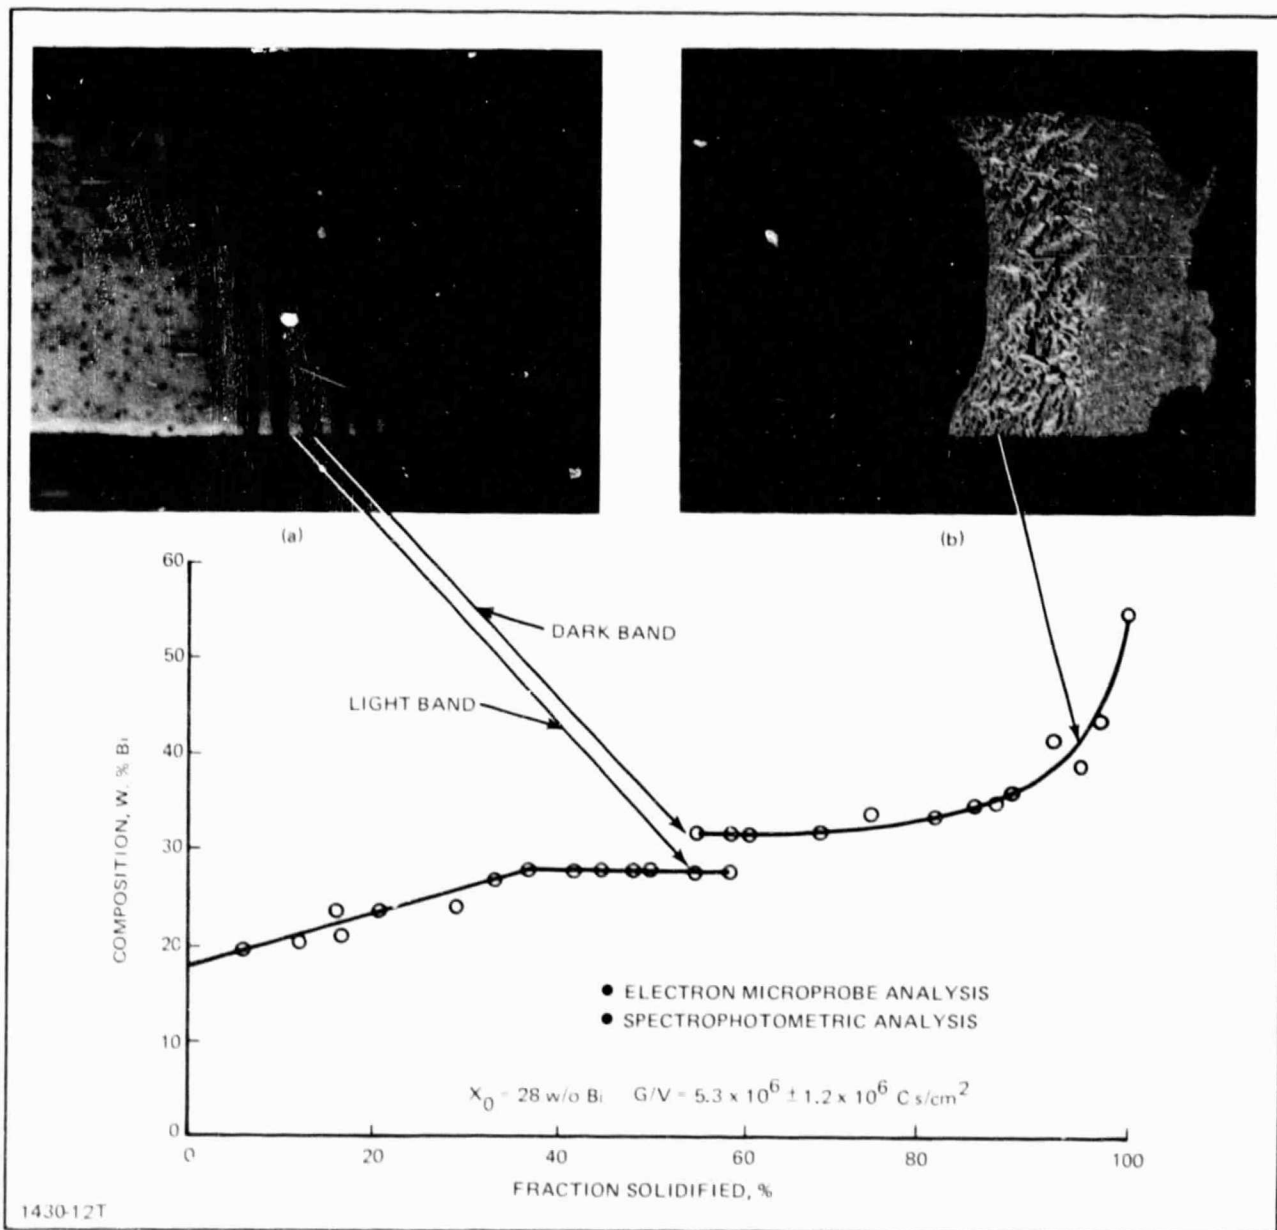 (a)
(b)
DARK BAND
LIGHT BAND
COMPOSITION, W. % Bi
60
50
40
30
20
10
0
● ELECTRON MICROPROBE ANALYSIS
● SPECTROPHOTOMETRIC ANALYSIS
X0 = 28 w/o Bi G/V = 5.3 x 10^6 ± 1.2 x 10^6 C s/cm^2
0 20 40 60 80 100
FRACTION SOLIDIFIED, %
1430-12T